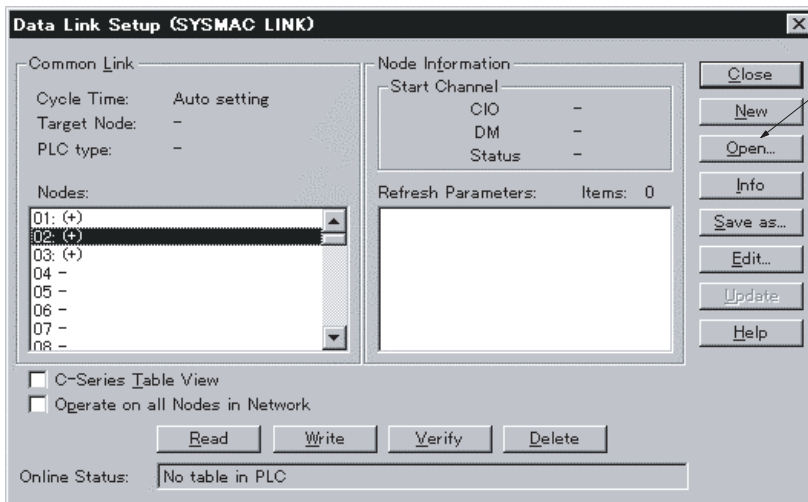 Data Link Setup (SYSMAC LINK)
Common Link
Cycle Time: Auto setting
Target Node: -
PLC type: -
Nodes:
01: (+)
02: (+)
03: (+)
04 -
05 -
06 -
07 -
08 -
Node Information
Start Channel
CIO -
DM -
Status -
Refresh Parameters: Items: 0
Close
New
Open...
Info
Save as...
Edit...
Update
Help
C-Series Table View
Operate on all Nodes in Network
Read Write Verify Delete
Online Status: No table in PLC